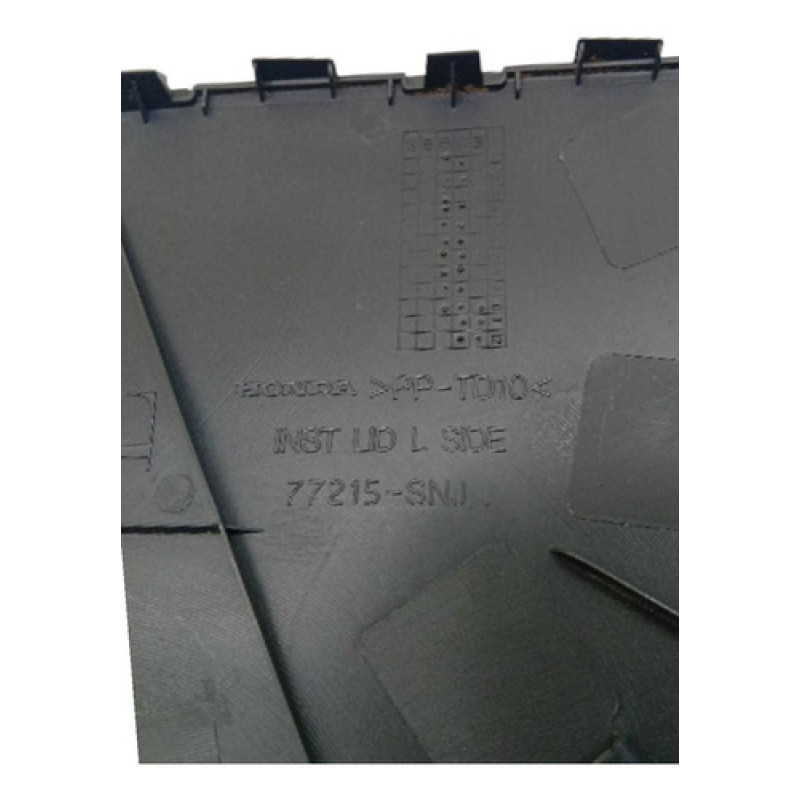 HONDA >PP-TD10<
INST LID L SIDE
77215-SNJ